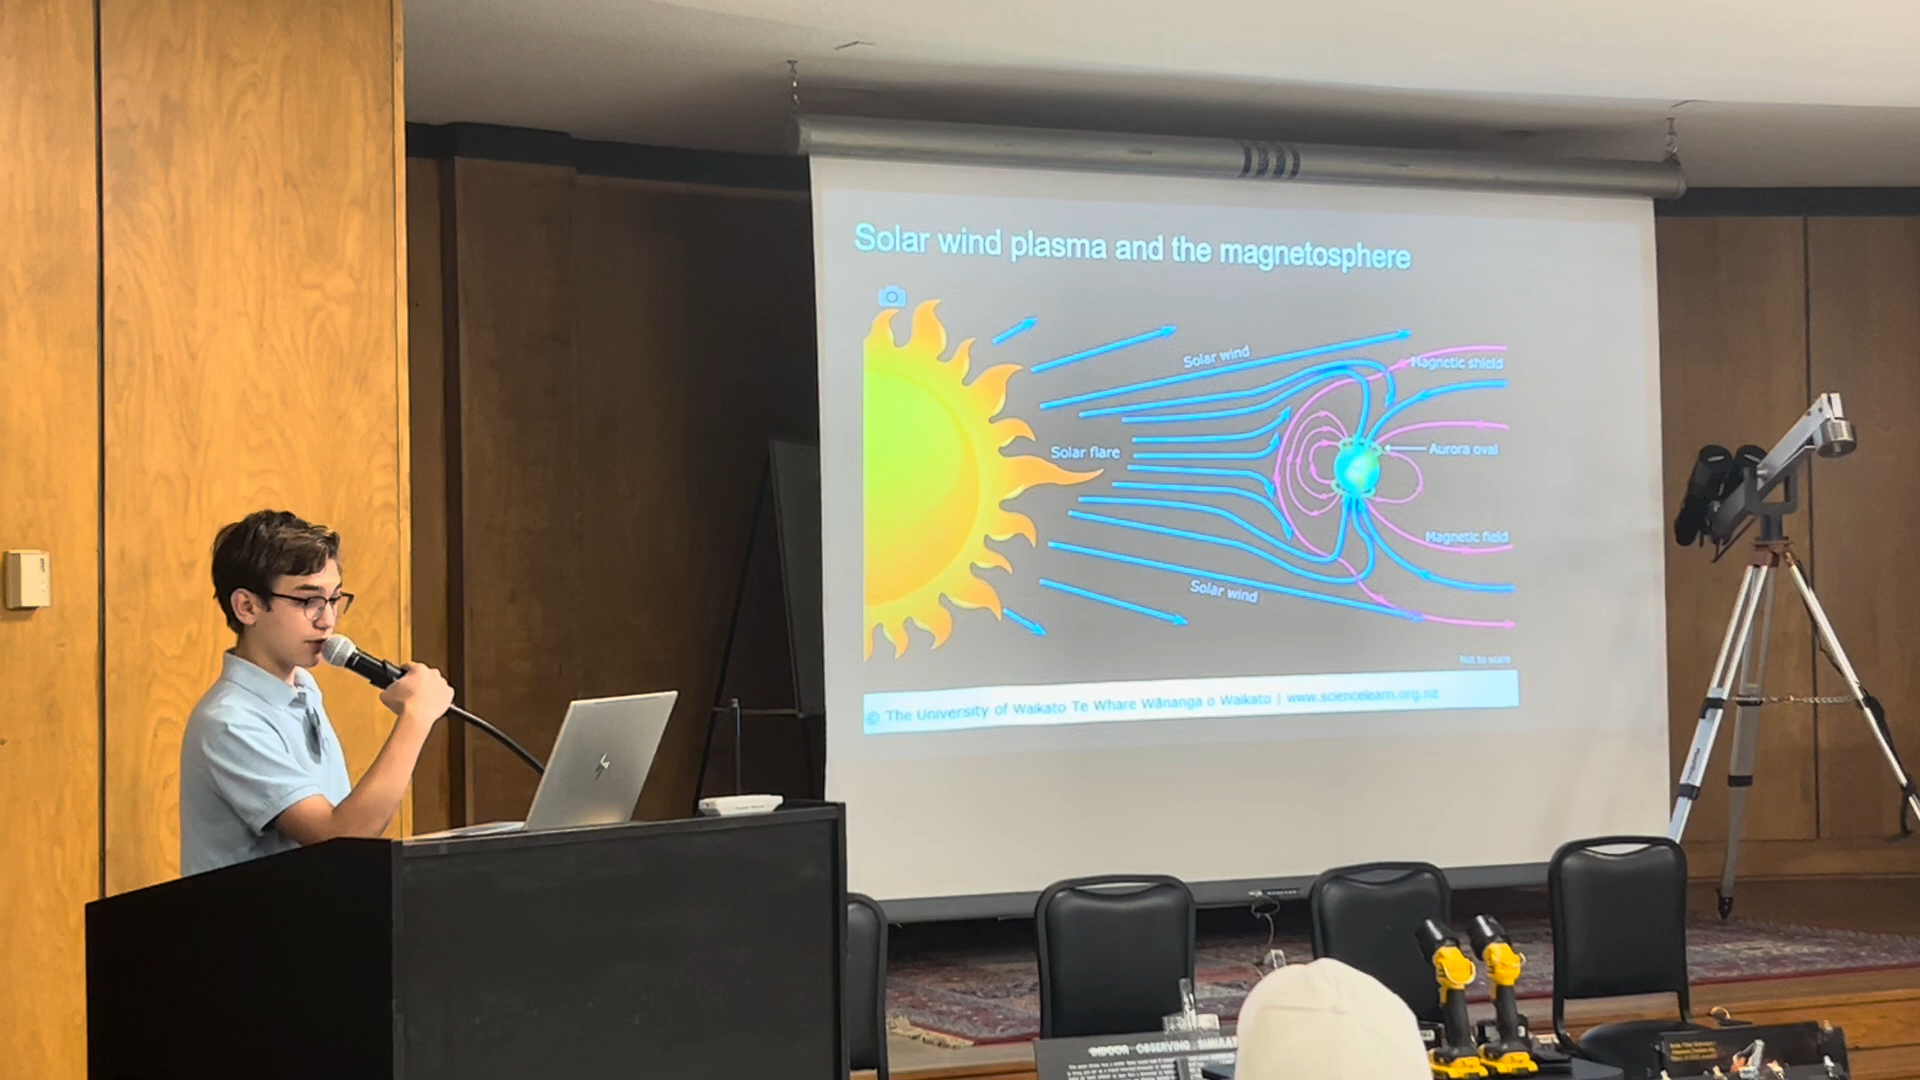 Solar wind plasma and the magnetosphere
Solar wind
Magnetic shield
Solar flare
Aurora oval
Magnetic field
Solar wind
Not to scale
© The University of Waikato Te Whare Wānanga o Waikato | www.sciencelearn.org.nz
hp
INDOOR OBSERVING